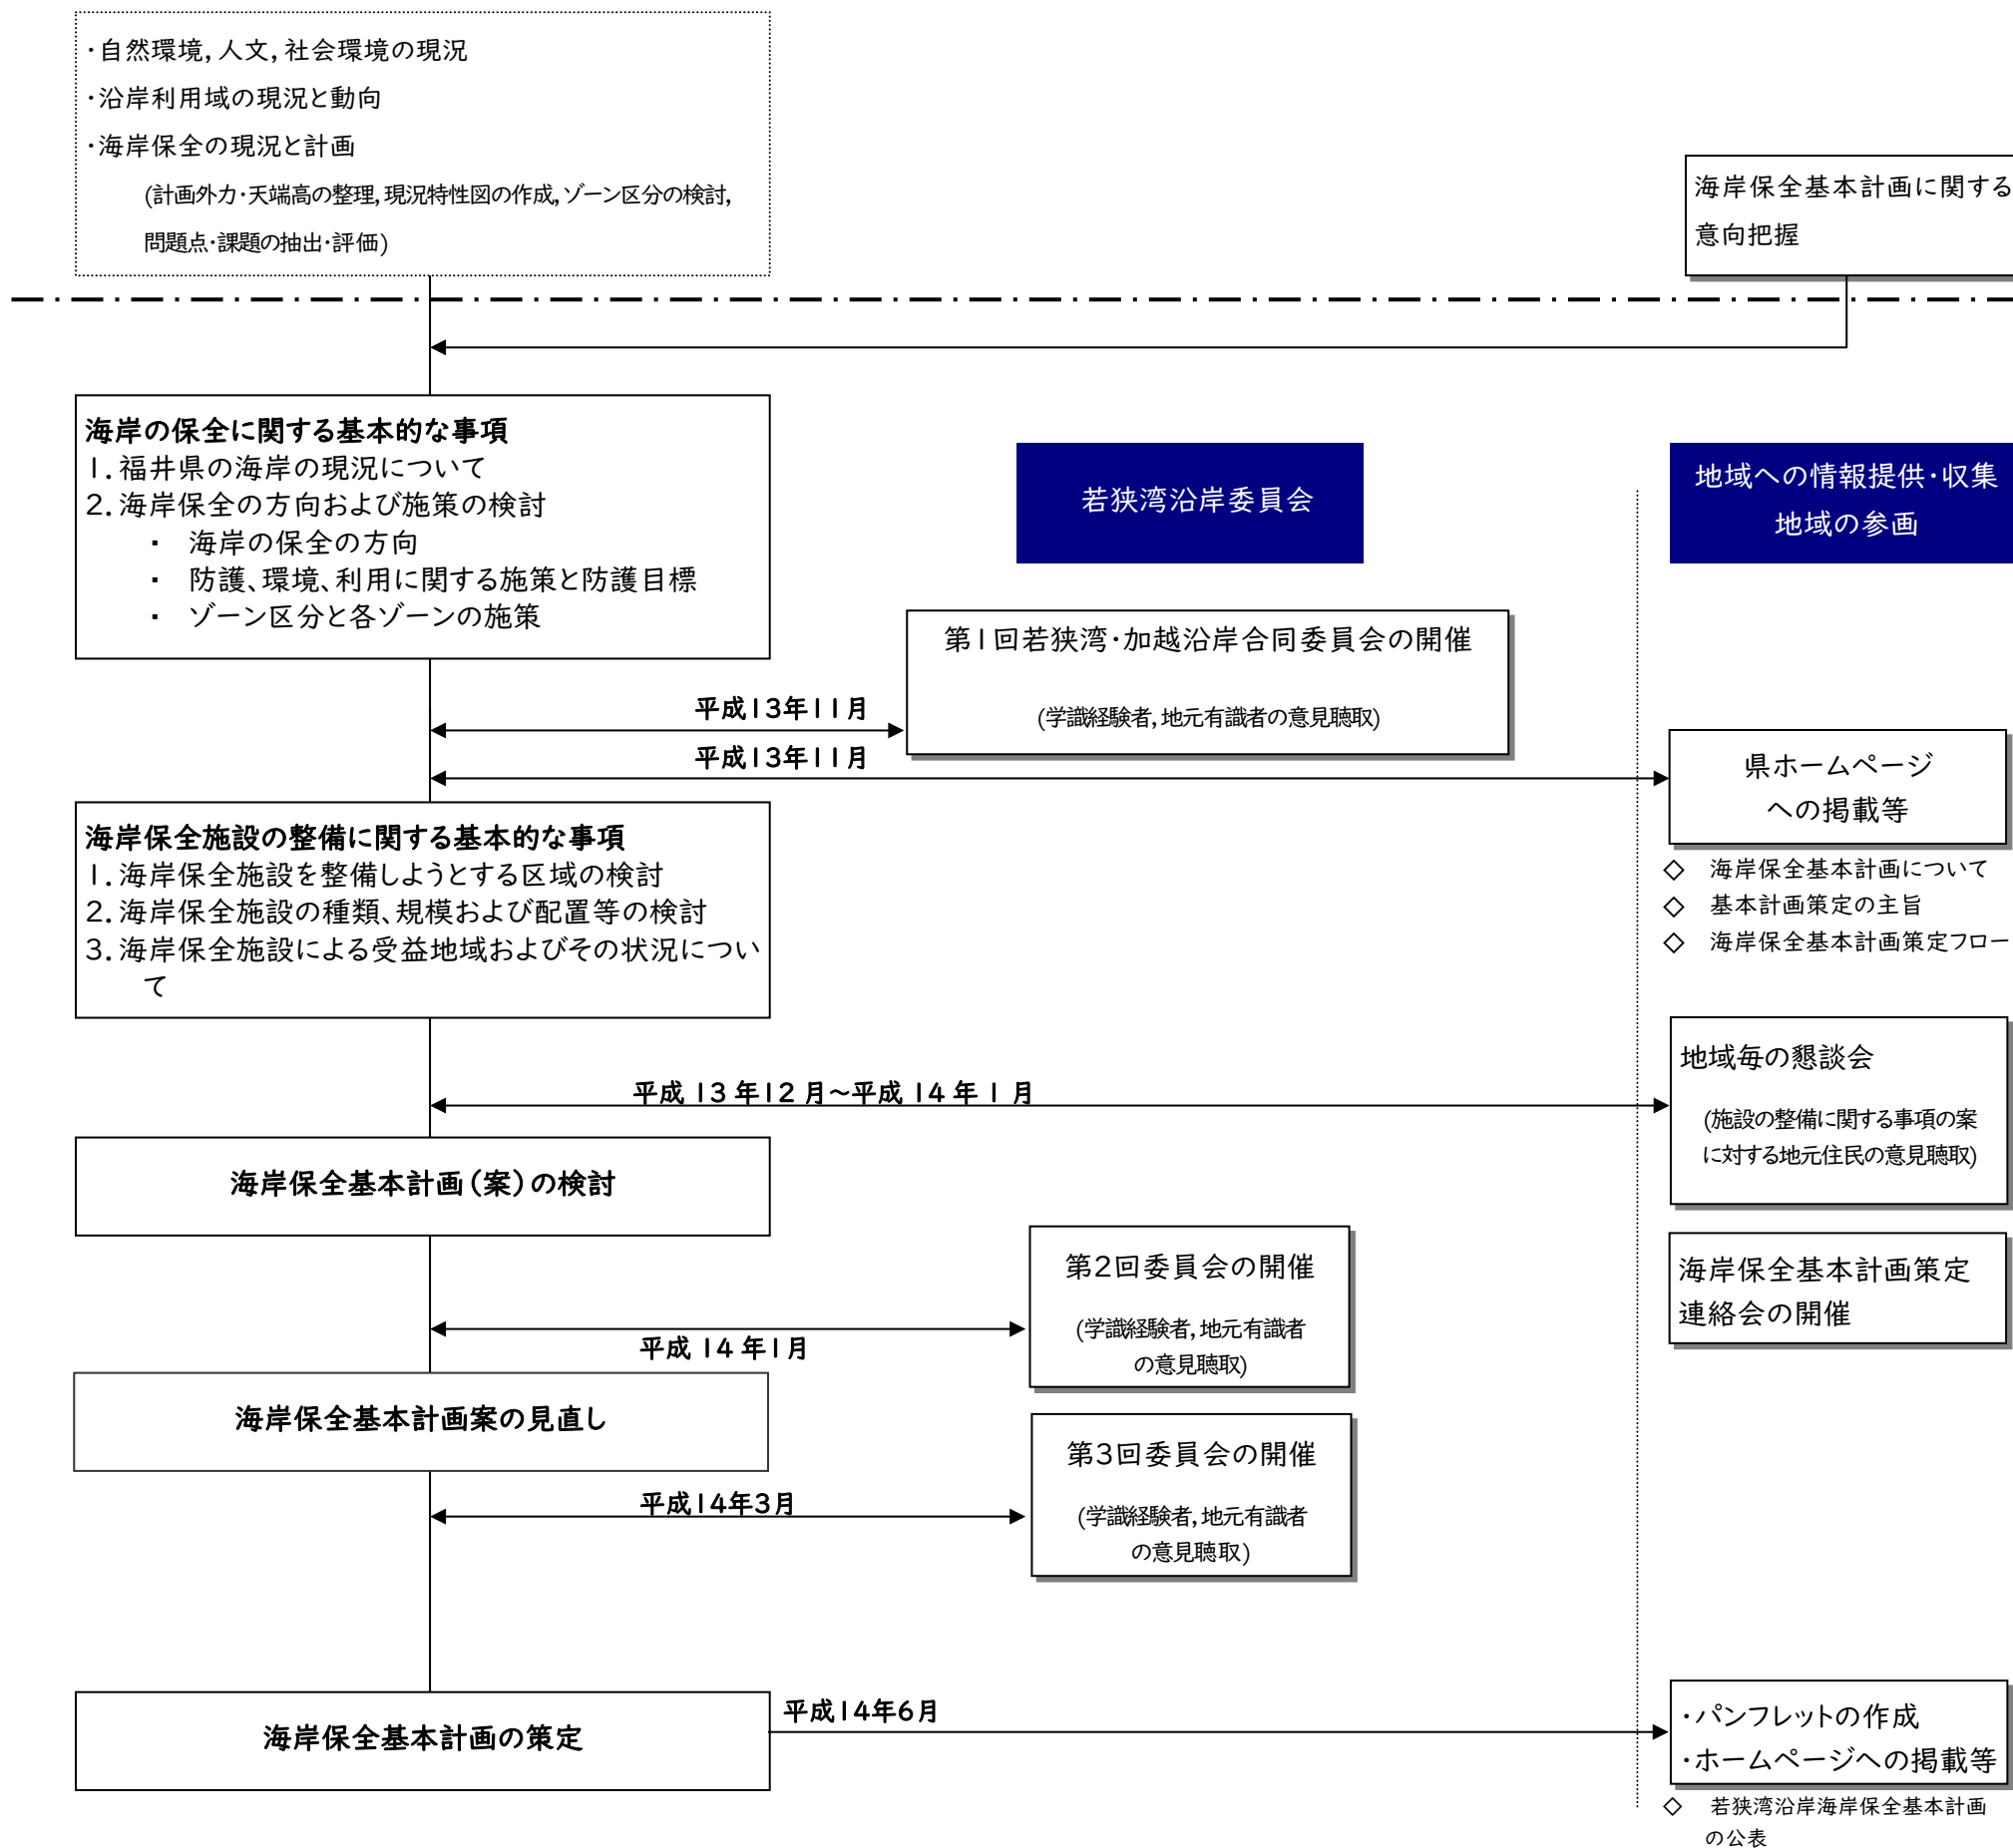 ・自然環境，人文，社会環境の現況
・沿岸利用域の現況と動向
・海岸保全の現況と計画
(計画外力・天端高の整理，現況特性図の作成，ゾーン区分の検討，
問題点・課題の抽出・評価)
海岸保全基本計画に関する
意向把握
海岸の保全に関する基本的な事項
1．福井県の海岸の現況について
2．海岸保全の方向および施策の検討
▪ 海岸の保全の方向
▪ 防護、環境、利用に関する施策と防護目標
▪ ゾーン区分と各ゾーンの施策
若狭湾沿岸委員会
地域への情報提供・収集
地域の参画
第1回若狭湾・加越沿岸合同委員会の開催
(学識経験者，地元有識者の意見聴取)
平成13年11月
平成13年11月
県ホームページ
への掲載等
◇ 海岸保全基本計画について
◇ 基本計画策定の主旨
◇ 海岸保全基本計画策定フロー
海岸保全施設の整備に関する基本的な事項
1．海岸保全施設を整備しようとする区域の検討
2．海岸保全施設の種類、規模および配置等の検討
3．海岸保全施設による受益地域およびその状況につい
て
平成 13 年12 月～平成 14 年 1 月
地域毎の懇談会
(施設の整備に関する事項の案
に対する地元住民の意見聴取)
海岸保全基本計画（案）の検討
海岸保全基本計画策定
連絡会の開催
第2回委員会の開催
(学識経験者，地元有識者
の意見聴取)
平成 14 年1月
海岸保全基本計画案の見直し
第3回委員会の開催
(学識経験者，地元有識者
の意見聴取)
平成14年3月
海岸保全基本計画の策定
平成14年6月
・パンフレットの作成
・ホームページへの掲載等
◇ 若狭湾沿岸海岸保全基本計画
の公表